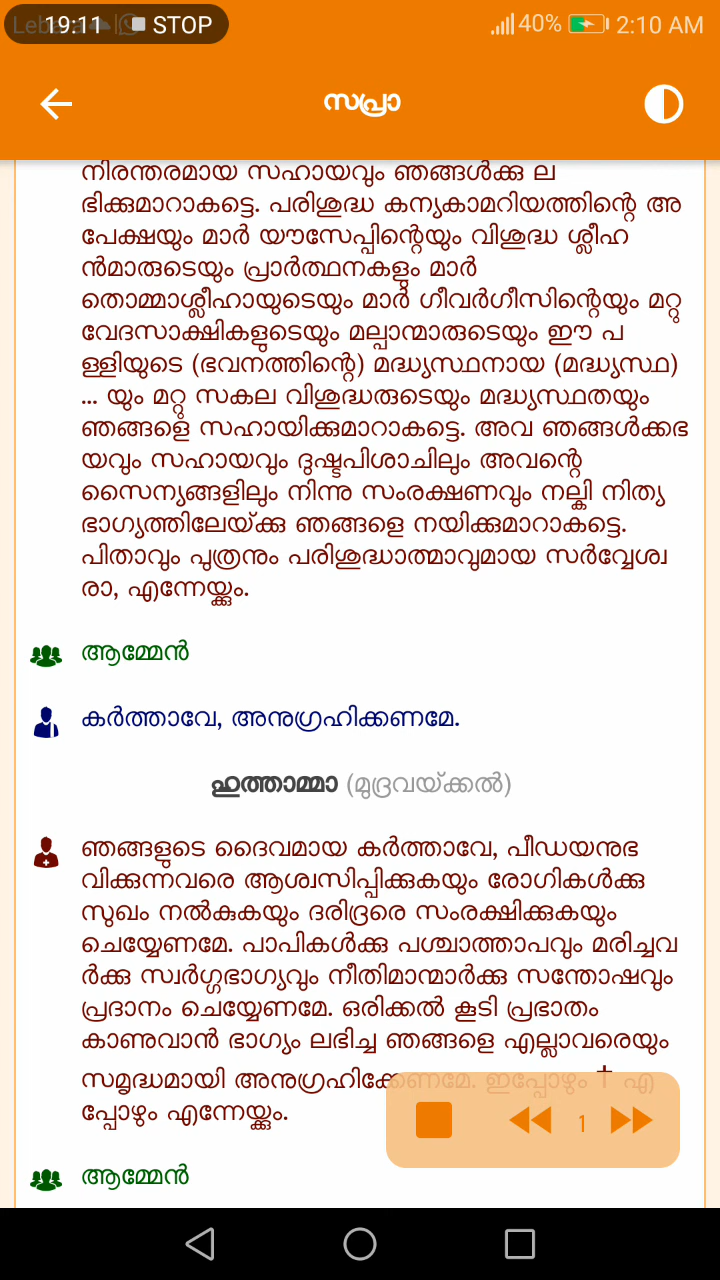 19:11 STOP 40% 2:10 AM
സപ്രാ
നിരന്തരമായ സഹായവും ഞങ്ങൾക്കു ല
ഭിക്കുമാറാകട്ടെ. പരിശുദ്ധ കന്യകാമറിയത്തിന്റെ അ
പേക്ഷയും മാർ യൗസേപ്പിന്റെയും വിശുദ്ധ ശ്ലീഹ
ൻമാരുടെയും പ്രാർത്ഥനകളും മാർ
തൊമ്മാശ്ലീഹായുടെയും മാർ ഗീവർഗീസിന്റെയും മറ്റു
വേദസാക്ഷികളുടെയും മല്പാന്മാരുടെയും ഈ പ
ള്ളിയുടെ (ഭവനത്തിന്റെ) മദ്ധ്യസ്ഥനായ (മദ്ധ്യസ്ഥ)
... യും മറ്റു സകല വിശുദ്ധരുടെയും മദ്ധ്യസ്ഥതയും
ഞങ്ങളെ സഹായിക്കുമാറാകട്ടെ. അവ ഞങ്ങൾക്കഭ
യവും സഹായവും ദുഷ്ടപിശാചിലും അവന്റെ
സൈന്യങ്ങളിലും നിന്നു സംരക്ഷണവും നല്കി നിത്യ
ഭാഗ്യത്തിലേയ്ക്കു ഞങ്ങളെ നയിക്കുമാറാകട്ടെ.
പിതാവും പുത്രനും പരിശുദ്ധാത്മാവുമായ സർവ്വേശ്വ
രാ, എന്നേയ്ക്കും.
ആമ്മേൻ
കർത്താവേ, അനുഗ്രഹിക്കണമേ.
ഹുത്താമ്മാ (മുദ്രവയ്ക്കൽ)
ഞങ്ങളുടെ ദൈവമായ കർത്താവേ, പീഡയനുഭ
വിക്കുന്നവരെ ആശ്വസിപ്പിക്കുകയും രോഗികൾക്കു
സുഖം നൽകുകയും ദരിദ്രരെ സംരക്ഷിക്കുകയും
ചെയ്യേണമേ. പാപികൾക്കു പശ്ചാത്താപവും മരിച്ചവ
ർക്കു സ്വർഗ്ഗഭാഗ്യവും നീതിമാന്മാർക്കു സന്തോഷവും
പ്രദാനം ചെയ്യേണമേ. ഒരിക്കൽ കൂടി പ്രഭാതം
കാണുവാൻ ഭാഗ്യം ലഭിച്ച ഞങ്ങളെ എല്ലാവരെയും
സമൃദ്ധമായി അനുഗ്രഹിക്കേണമേ. ഇപ്പോഴും † എ
പ്പോഴും എന്നേയ്ക്കും.
1
ആമ്മേൻ